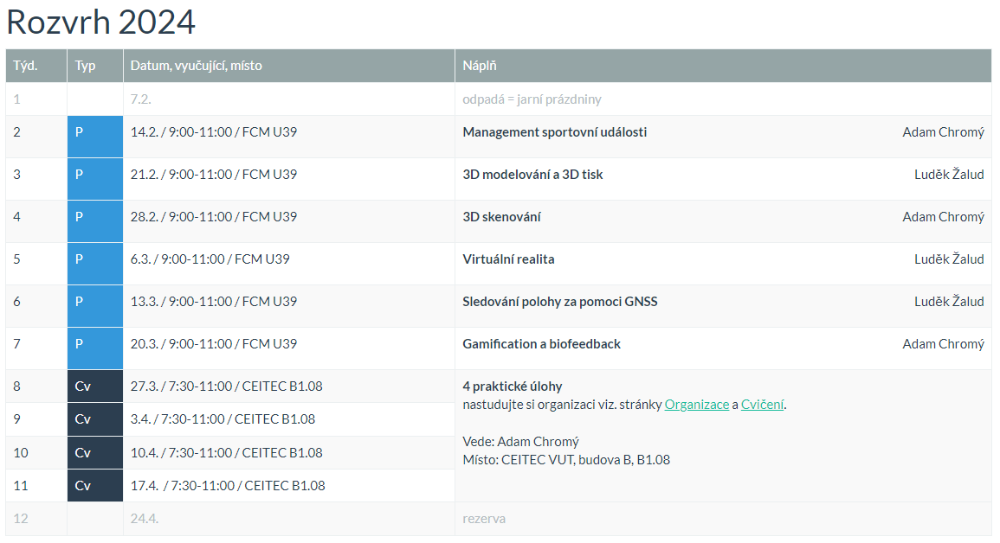 Rozvrh 2024
Týd. Typ Datum, vyučující, místo Náplň
1 7.2. odpadá = jarní prázdniny
2 P 14.2. / 9:00-11:00 / FCM U39 Management sportovní události Adam Chromý
3 P 21.2. / 9:00-11:00 / FCM U39 3D modelování a 3D tisk Luděk Žalud
4 P 28.2. / 9:00-11:00 / FCM U39 3D skenování Adam Chromý
5 P 6.3. / 9:00-11:00 / FCM U39 Virtuální realita Luděk Žalud
6 P 13.3. / 9:00-11:00 / FCM U39 Sledování polohy za pomoci GNSS Luděk Žalud
7 P 20.3. / 9:00-11:00 / FCM U39 Gamification a biofeedback Adam Chromý
8 Cv 27.3. / 7:30-11:00 / CEITEC B1.08 4 praktické úlohy
nastudujte si organizaci viz. stránky Organizace a Cvičení.
9 Cv 3.4. / 7:30-11:00 / CEITEC B1.08
Vede: Adam Chromý
10 Cv 10.4. / 7:30-11:00 / CEITEC B1.08
Místo: CEITEC VUT, budova B, B1.08
11 Cv 17.4. / 7:30-11:00 / CEITEC B1.08
12 24.4. rezerva